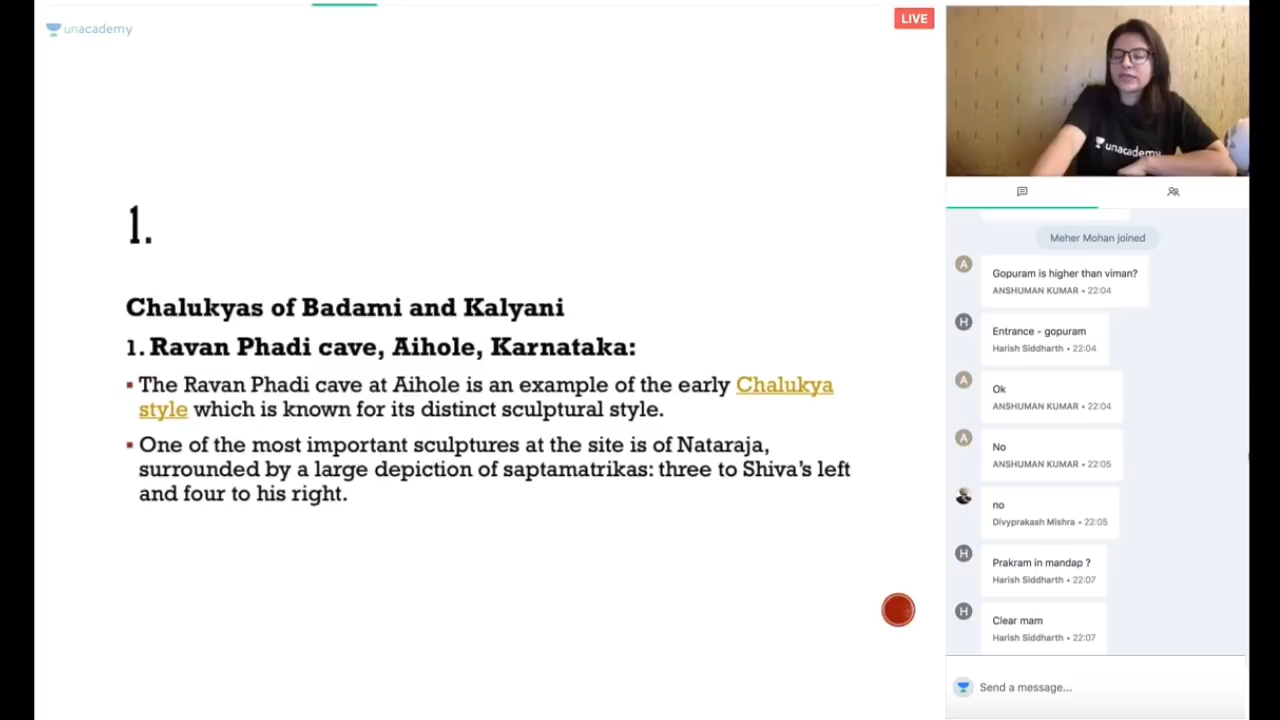 unacademy
LIVE
1.
Chalukyas of Badami and Kalyani
1. Ravan Phadi cave, Aihole, Karnataka:
▪ The Ravan Phadi cave at Aihole is an example of the early Chalukya
style which is known for its distinct sculptural style.
▪ One of the most important sculptures at the site is of Nataraja,
surrounded by a large depiction of saptamatrikas: three to Shiva's left
and four to his right.
unacademy
Meher Mohan joined
A
Gopuram is higher than viman?
ANSHUMAN KUMAR • 22:04
H
Entrance - gopuram
Harish Siddharth • 22:04
A
Ok
ANSHUMAN KUMAR • 22:04
A
No
ANSHUMAN KUMAR • 22:05
no
Divyprakash Mishra • 22:05
H
Prakram in mandap ?
Harish Siddharth • 22:07
H
Clear mam
Harish Siddharth • 22:07
Send a message...